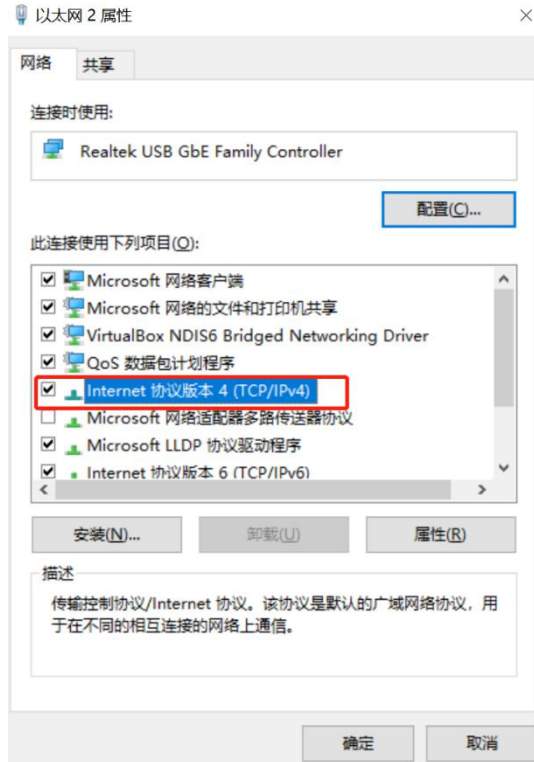 以太网 2 属性
网络
共享
连接时使用:
Realtek USB GbE Family Controller
配置(C)...
此连接使用下列项目(O):
Microsoft 网络客户端
Microsoft 网络的文件和打印机共享
VirtualBox NDIS6 Bridged Networking Driver
QoS 数据包计划程序
Internet 协议版本 4 (TCP/IPv4)
Microsoft 网络适配器多路传送器协议
Microsoft LLDP 协议驱动程序
Internet 协议版本 6 (TCP/IPv6)
安装(N)...
卸载(U)
属性(R)
描述
传输控制协议/Internet 协议。该协议是默认的广域网络协议，用
于在不同的相互连接的网络上通信。
确定
取消